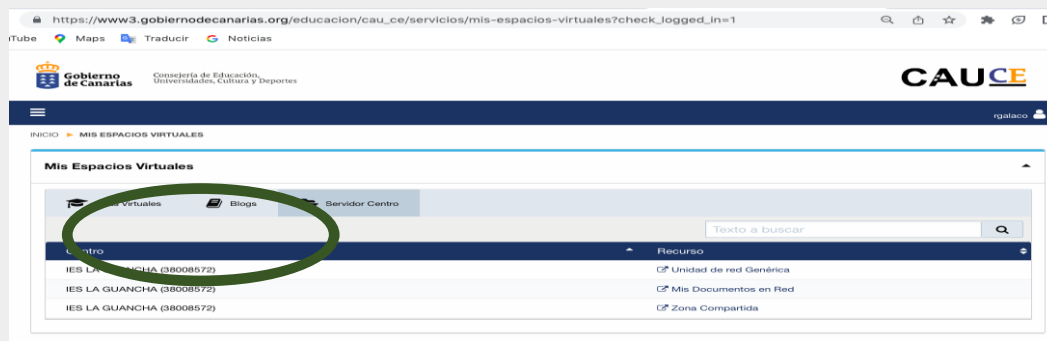 https://www3.gobiernodecanarias.org/educacion/cau_ce/servicios/mis-espacios-virtuales?check_logged_in=1
Tube Maps Traducir Noticias
Gobierno de Canarias
Consejería de Educación, Universidades, Cultura y Deportes
CAUCE
rgalaco
INICIO MIS ESPACIOS VIRTUALES
Mis Espacios Virtuales
Virtuales Blogs Servidor Centro
Texto a buscar
Centro Recurso
IES LA GUANCHA (38008572) Unidad de red Genérica
IES LA GUANCHA (38008572) Mis Documentos en Red
IES LA GUANCHA (38008572) Zona Compartida